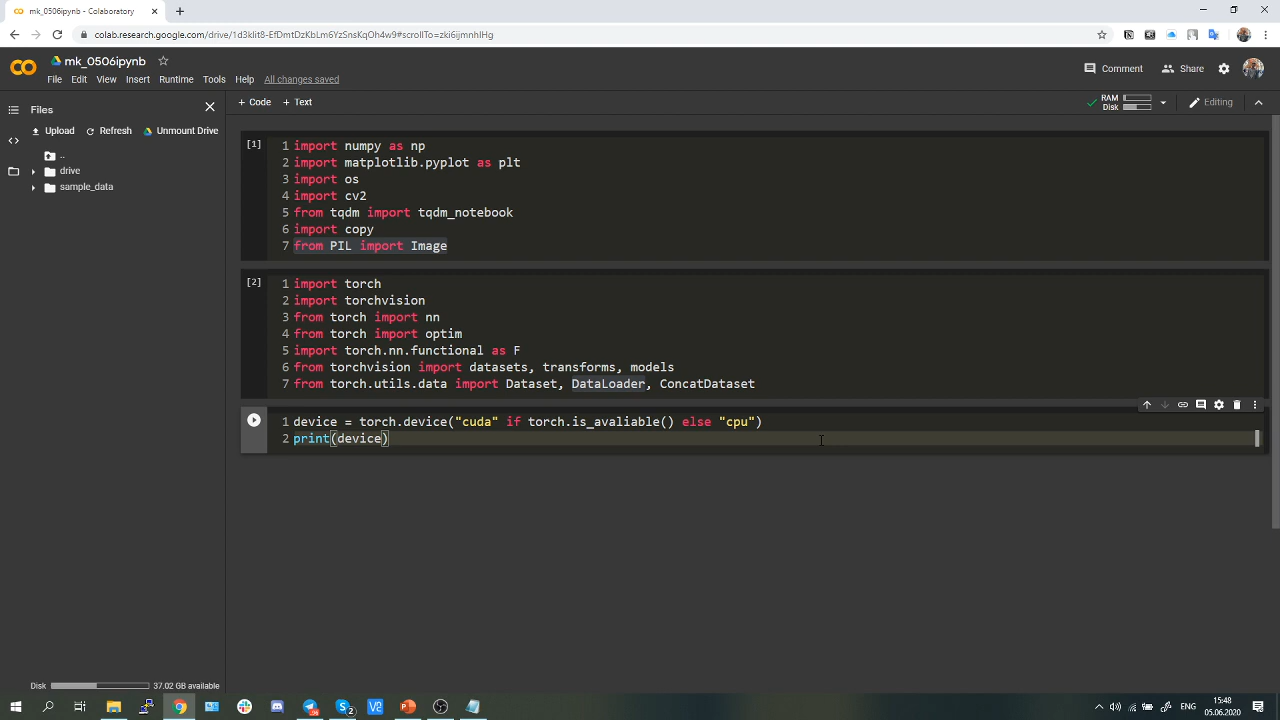 mk_0506ipynb - Colaboratory
colab.research.google.com/drive/1d3klit8-EfDmtDzKbLm6YzSnsKqOh4w9#scrollTo=zki6ijmnhIHg
mk_0506ipynb
File Edit View Insert Runtime Tools Help All changes saved
Comment Share
Files
+ Code + Text
RAM
Disk
Editing
Upload Refresh Unmount Drive
..
drive
sample_data
[1]
1 import numpy as np
2 import matplotlib.pyplot as plt
3 import os
4 import cv2
5 from tqdm import tqdm_notebook
6 import copy
7 from PIL import Image
[2]
1 import torch
2 import torchvision
3 from torch import nn
4 from torch import optim
5 import torch.nn.functional as F
6 from torchvision import datasets, transforms, models
7 from torch.utils.data import Dataset, DataLoader, ConcatDataset
1 device = torch.device("cuda" if torch.is_avaliable() else "cpu")
2 print(device)
Disk 37.02 GB available
ENG
15:48
05.06.2020